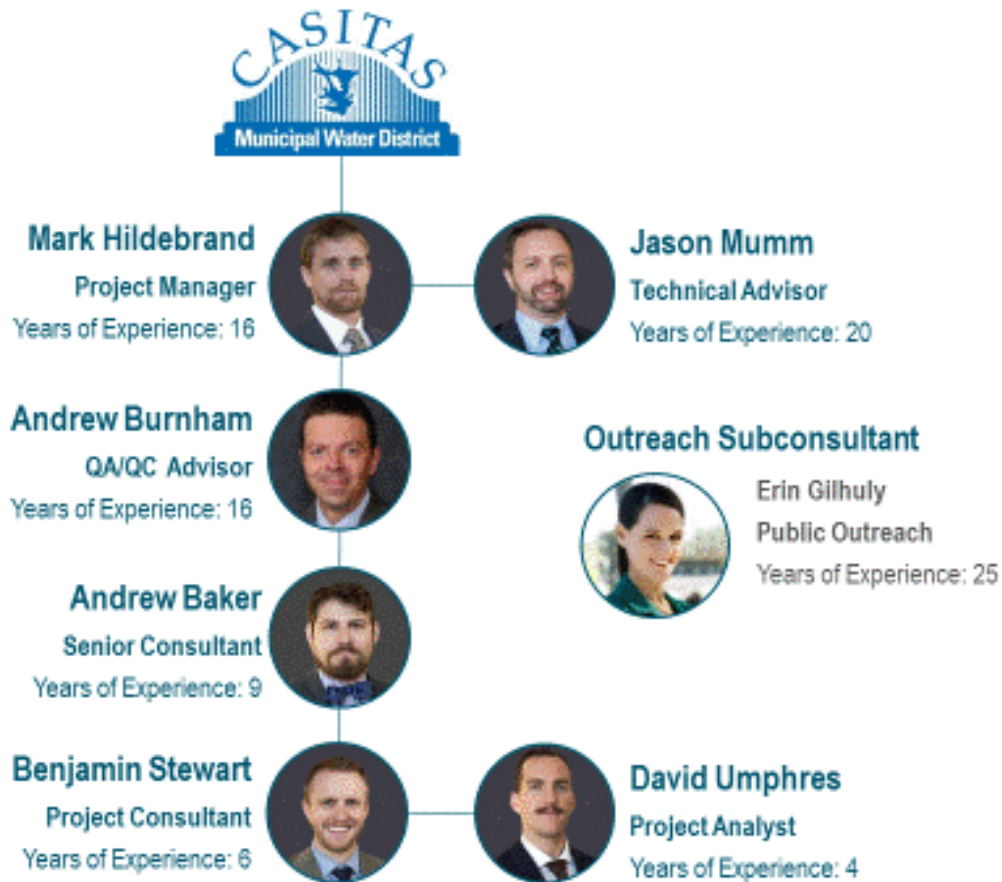 CASITAS
Municipal Water District
Mark Hildebrand
Project Manager
Years of Experience: 16
Jason Mumm
Technical Advisor
Years of Experience: 20
Andrew Burnham
QA/QC Advisor
Years of Experience: 16
Outreach Subconsultant
Erin Gilhuly
Public Outreach
Years of Experience: 25
Andrew Baker
Senior Consultant
Years of Experience: 9
Benjamin Stewart
Project Consultant
Years of Experience: 6
David Umphres
Project Analyst
Years of Experience: 4